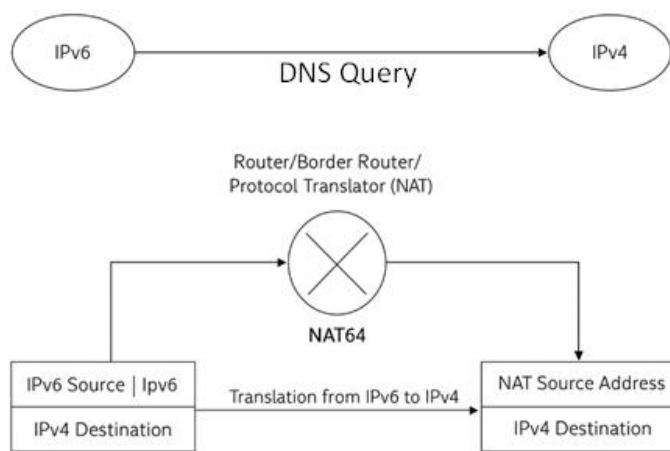 IPv6
IPv4
DNS Query
Router/Border Router/
Protocol Translator (NAT)
NAT64
IPv6 Source | Ipv6
IPv4 Destination
Translation from IPv6 to IPv4
NAT Source Address
IPv4 Destination